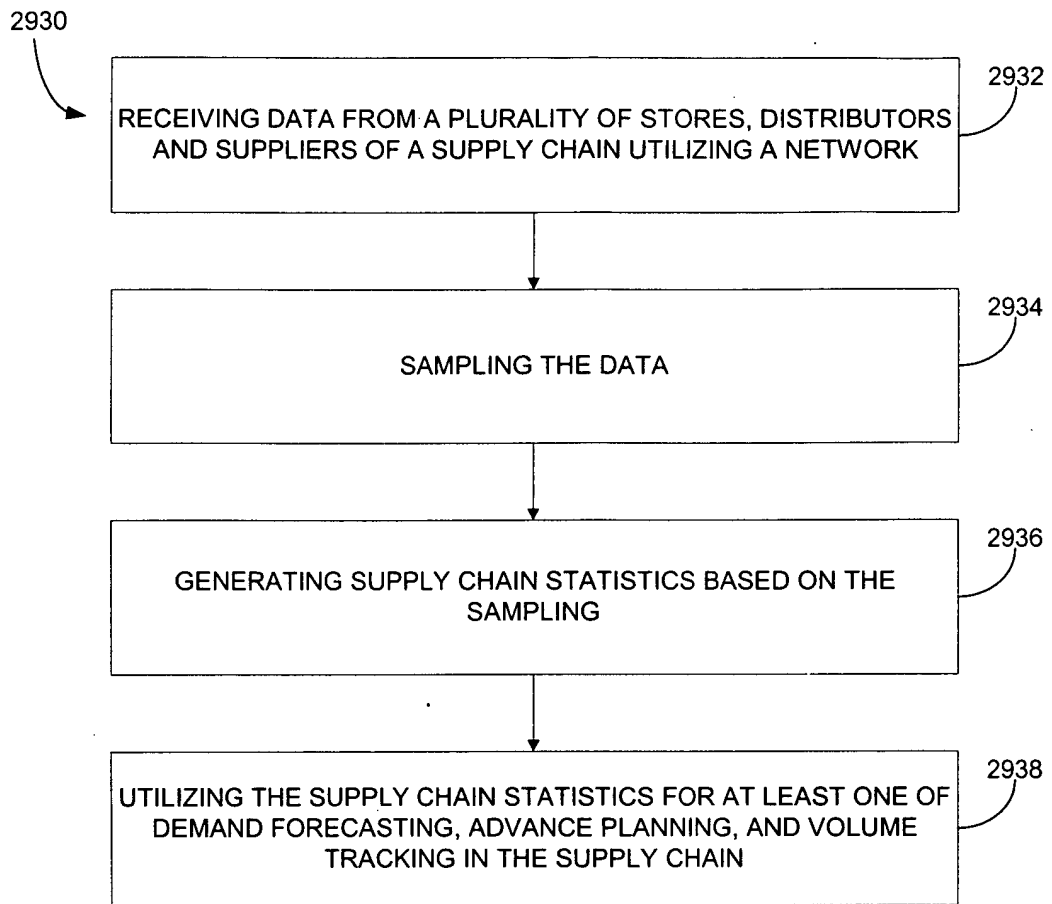 2930
2932
RECEIVING DATA FROM A PLURALITY OF STORES, DISTRIBUTORS
AND SUPPLIERS OF A SUPPLY CHAIN UTILIZING A NETWORK
2934
SAMPLING THE DATA
2936
GENERATING SUPPLY CHAIN STATISTICS BASED ON THE
SAMPLING
2938
UTILIZING THE SUPPLY CHAIN STATISTICS FOR AT LEAST ONE OF
DEMAND FORECASTING, ADVANCE PLANNING, AND VOLUME
TRACKING IN THE SUPPLY CHAIN